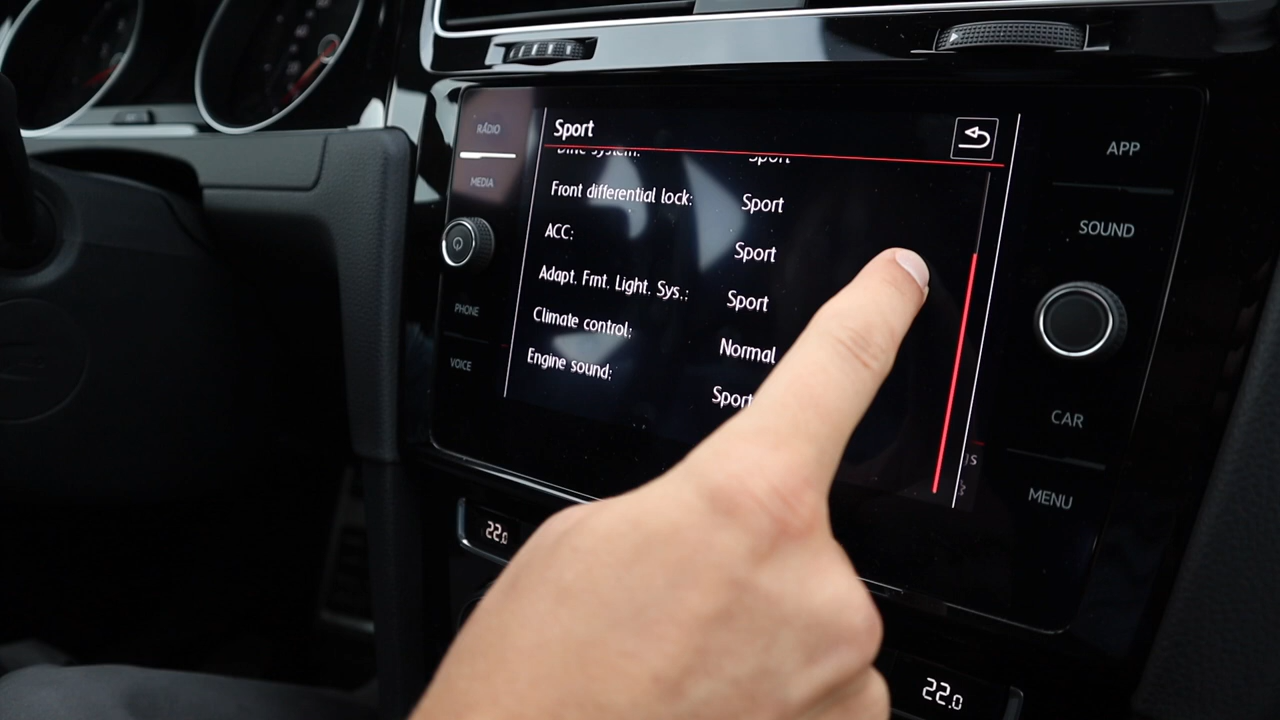 RÁDIO
MEDIA
PHONE
VOICE
Sport
Sport
Front differential lock: Sport
ACC: Sport
Adapt. Frnt. Light. Sys.: Sport
Climate control: Normal
Engine sound: Sport
APP
SOUND
CAR
MENU
22.0
22.0